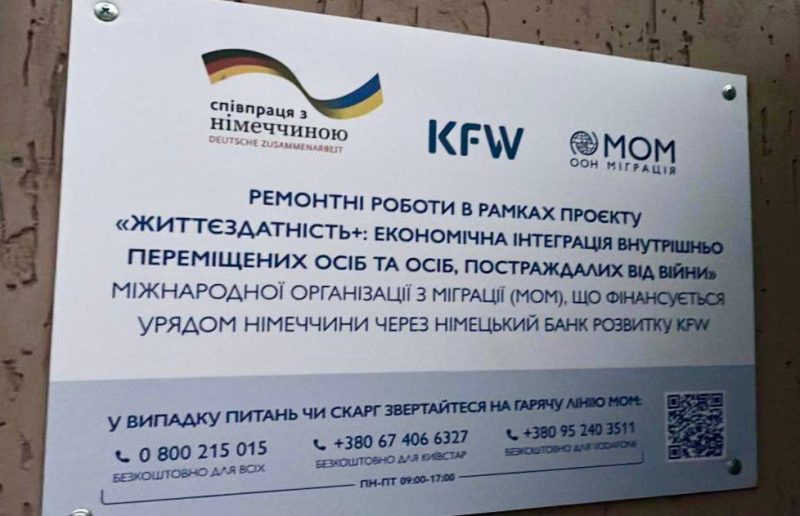 співпраця з
німеччиною
DEUTSCHE ZUSAMMENARBEIT
KFW
МОМ
ООН МІГРАЦІЯ
РЕМОНТНІ РОБОТИ В РАМКАХ ПРОЄКТУ
«ЖИТТЄЗДАТНІСТЬ+: ЕКОНОМІЧНА ІНТЕГРАЦІЯ ВНУТРІШНЬО
ПЕРЕМІЩЕНИХ ОСІБ ТА ОСІБ, ПОСТРАЖДАЛИХ ВІД ВІЙНИ»
МІЖНАРОДНОЇ ОРГАНІЗАЦІЇ З МІГРАЦІЇ (МОМ), ЩО ФІНАНСУЄТЬСЯ
УРЯДОМ НІМЕЧЧИНИ ЧЕРЕЗ НІМЕЦЬКИЙ БАНК РОЗВИТКУ KFW
У ВИПАДКУ ПИТАНЬ ЧИ СКАРГ ЗВЕРТАЙТЕСЯ НА ГАРЯЧУ ЛІНІЮ МОМ:
0 800 215 015 +380 67 406 6327 +380 95 240 3511
БЕЗКОШТОВНО ДЛЯ ВСІХ БЕЗКОШТОВНО ДЛЯ КИЇВСТАР БЕЗКОШТОВНО ДЛЯ VODAFONE
ПН-ПТ 09:00-17:00